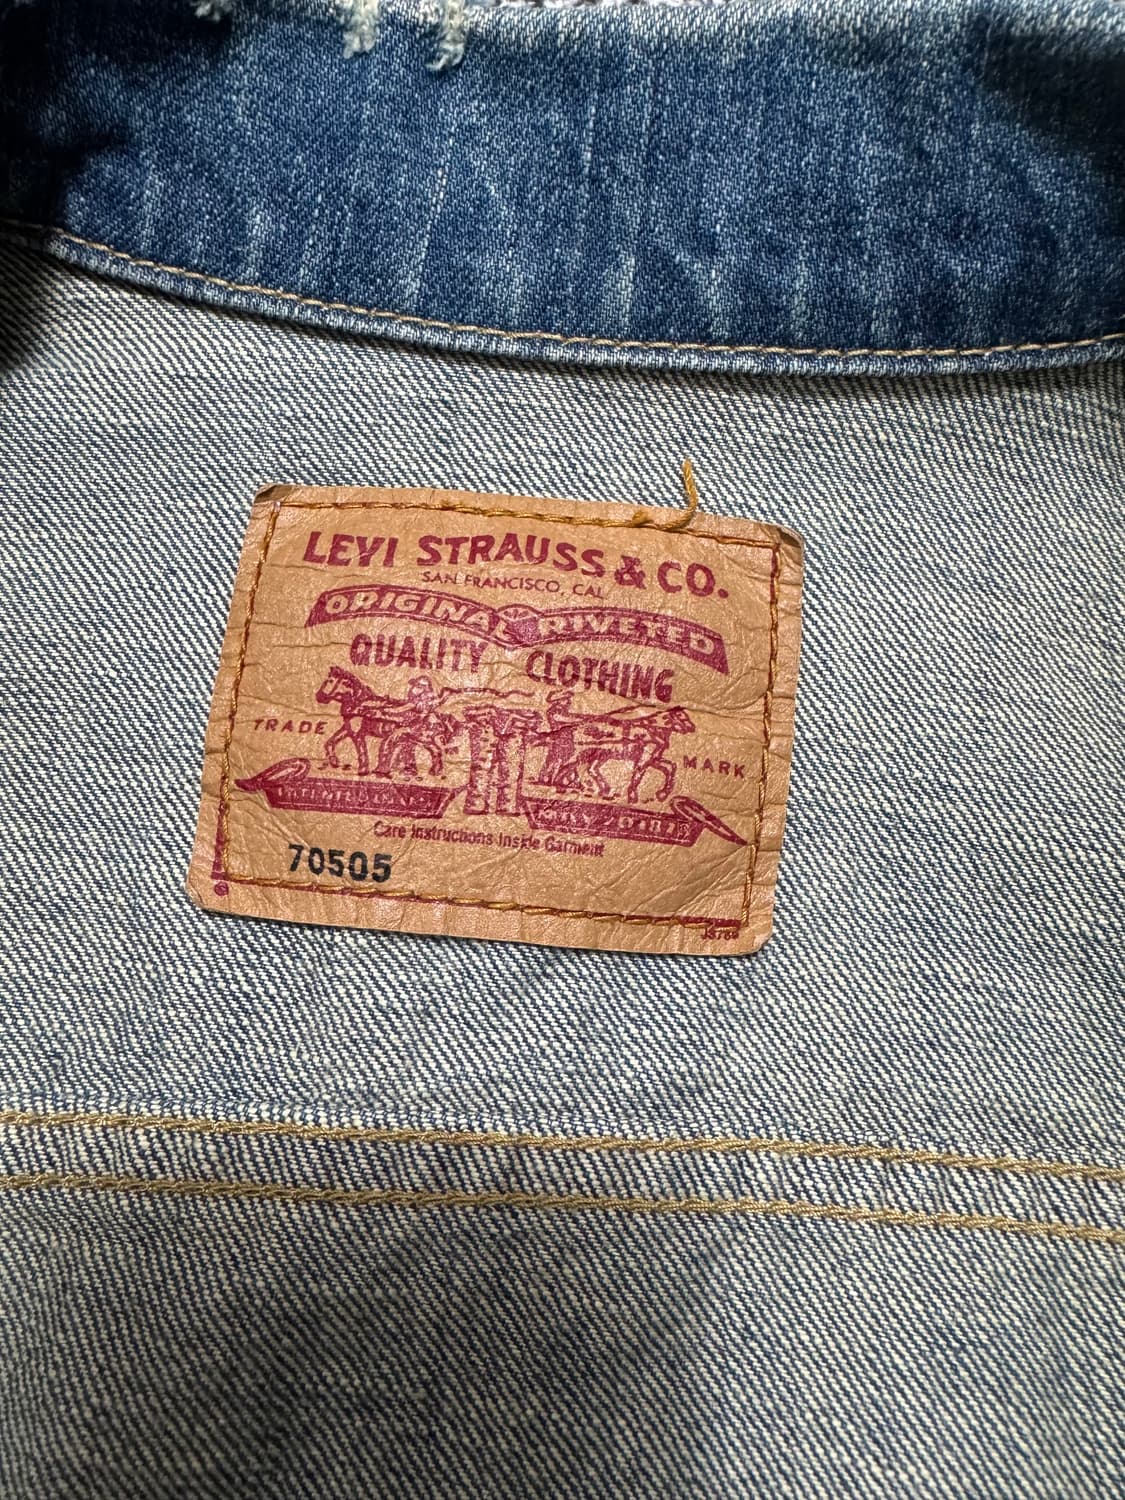 LEVI STRAUSS & CO.
SAN FRANCISCO, CAL
ORIGINAL RIVETED
QUALITY CLOTHING
TRADE MARK
Care Instructions Inside Garment
70505
®